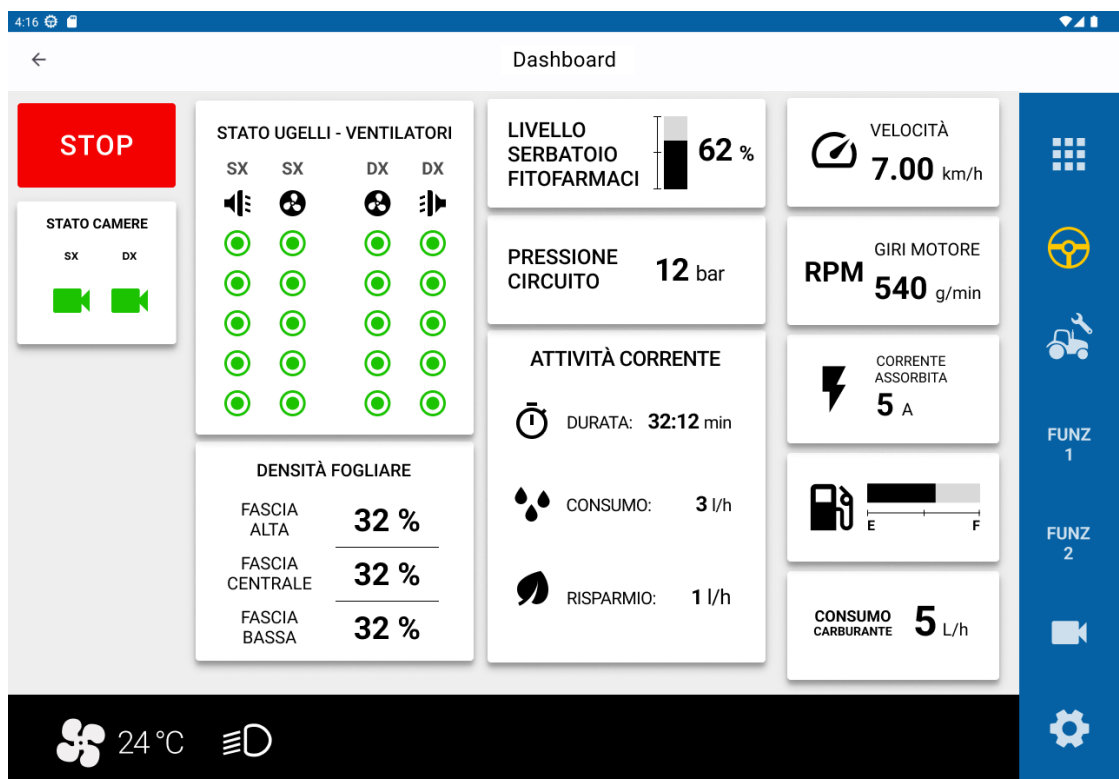 4:16
Dashboard
STOP
STATO CAMERE
SX DX
STATO UGELLI - VENTILATORI
SX SX DX DX
DENSITÀ FOGLIARE
FASCIA
ALTA
32 %
FASCIA
CENTRALE
32 %
FASCIA
BASSA
32 %
LIVELLO
SERBATOIO
FITOFARMACI
62 %
PRESSIONE
CIRCUITO
12 bar
ATTIVITÀ CORRENTE
DURATA: 32:12 min
CONSUMO: 3 l/h
RISPARMIO: 1 l/h
VELOCITÀ
7.00 km/h
RPM
GIRI MOTORE
540 g/min
CORRENTE
ASSORBITA
5 A
E F
CONSUMO
CARBURANTE
5 L/h
FUNZ
1
FUNZ
2
24 °C